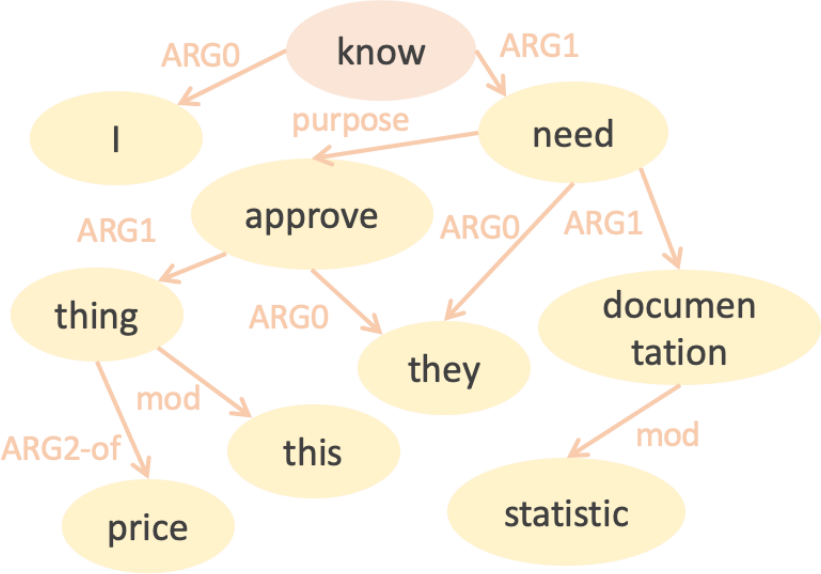 know
ARG0
ARG1
I
purpose
need
approve
ARG1
ARG0
ARG1
thing
ARG0
they
documen
tation
mod
this
mod
ARG2-of
price
statistic